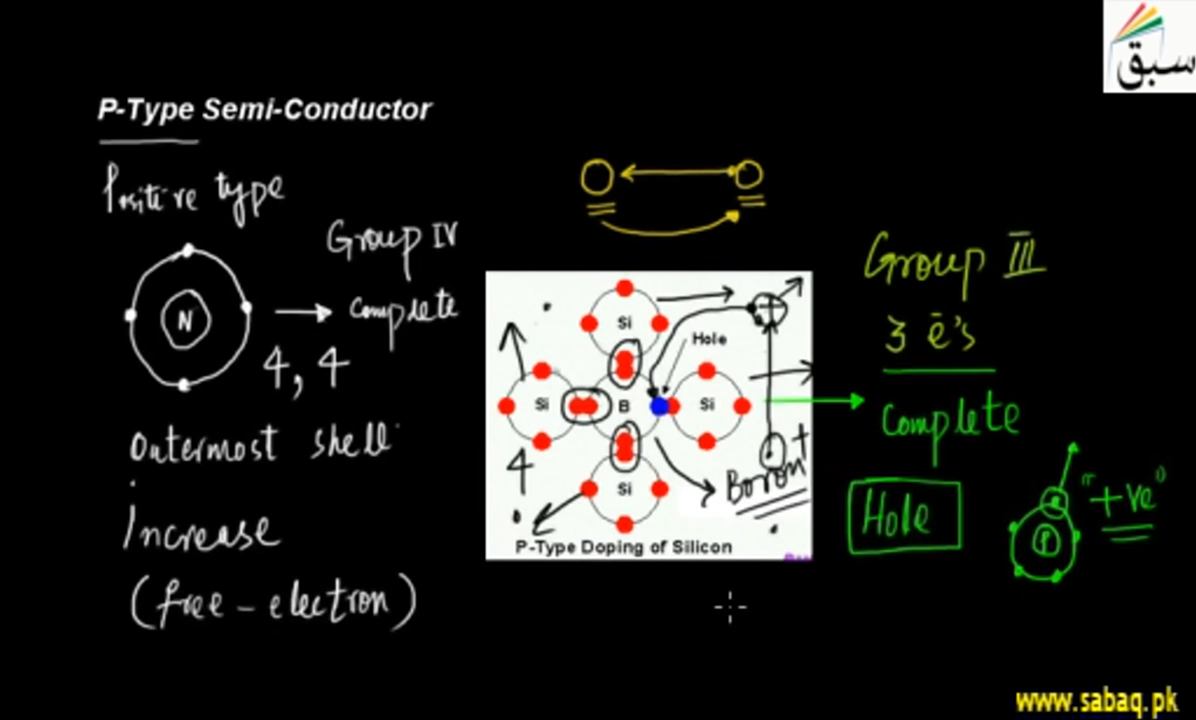 سبق
P-Type Semi-Conductor
Positive type
Group IV
N
complete
4, 4
Outermost shell
Increase
(free-electron)
Si
Hole
Si
B
Si
4
Si
Boron+
P-Type Doping of Silicon
Group III
3 ē's
Complete
Hole
P
"+ve"
www.sabaq.pk